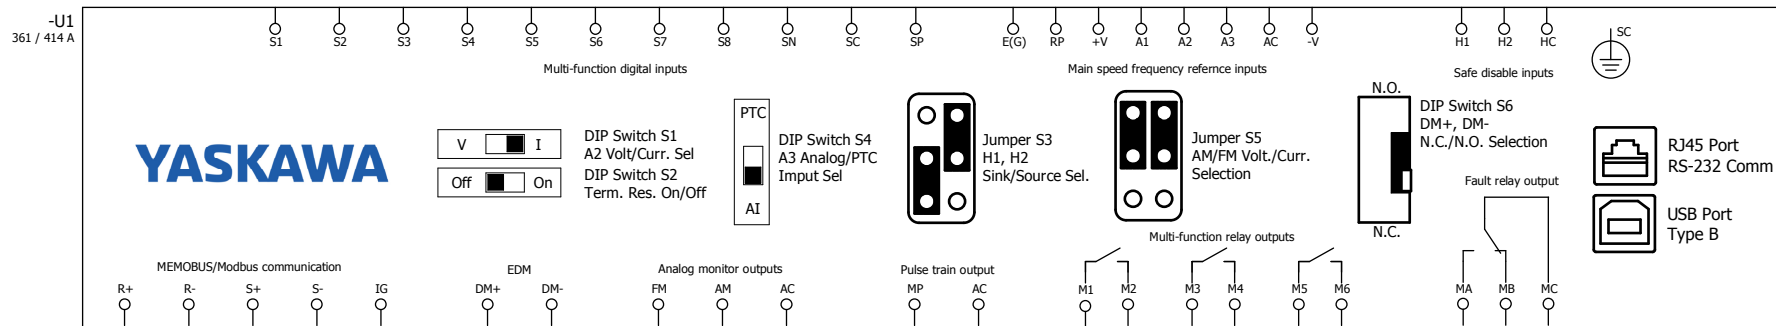 -U1
361 / 414 A
S1 S2 S3 S4 S5 S6 S7 S8 SN SC SP E(G) RP +V A1 A2 A3 AC -V H1 H2 HC SC
Multi-function digital inputs
Main speed frequency refernce inputs
Safe disable inputs
YASKAWA
V I
DIP Switch S1
A2 Volt/Curr. Sel
Off On
DIP Switch S2
Term. Res. On/Off
PTC
AI
DIP Switch S4
A3 Analog/PTC
Imput Sel
Jumper S3
H1, H2
Sink/Source Sel.
Jumper S5
AM/FM Volt./Curr.
Selection
N.O.
N.C.
DIP Switch S6
DM+, DM-
N.C./N.O. Selection
Fault relay output
RJ45 Port
RS-232 Comm
USB Port
Type B
MEMOBUS/Modbus communication
EDM
Analog monitor outputs
Pulse train output
Multi-function relay outputs
R+ R- S+ S- IG DM+ DM- FM AM AC MP AC M1 M2 M3 M4 M5 M6 MA MB MC